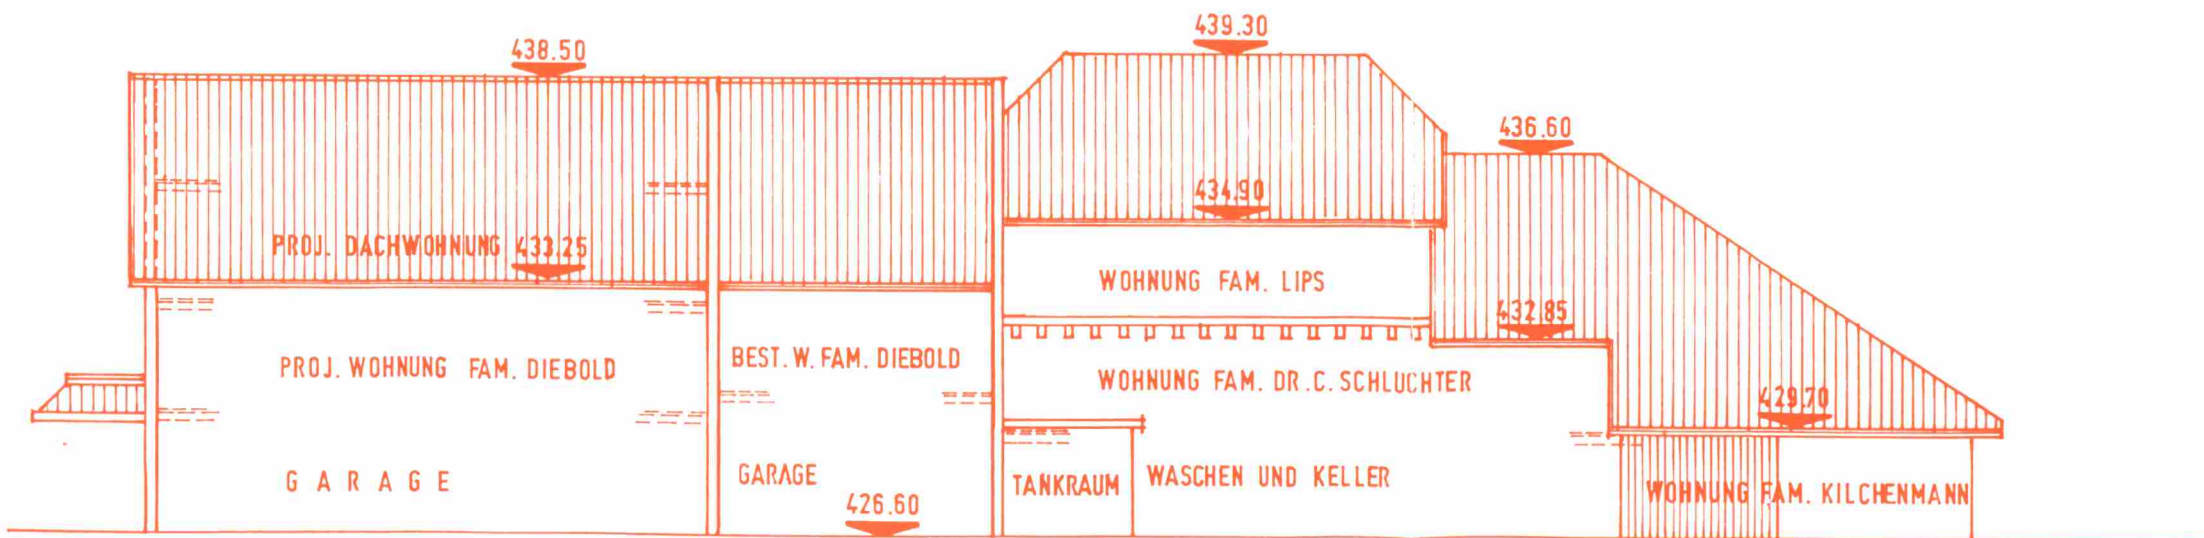 439.30
438.50
436.60
434.90
PROJ. DACHWOHNUNG 433.25
WOHNUNG FAM. LIPS
432.85
BEST. W. FAM. DIEBOLD
PROJ. WOHNUNG FAM. DIEBOLD
WOHNUNG FAM. DR. C. SCHLUCHTER
429.70
GARAGE
GARAGE
TANKRAUM
WASCHEN UND KELLER
WOHNUNG FAM. KILCHENMANN
426.60